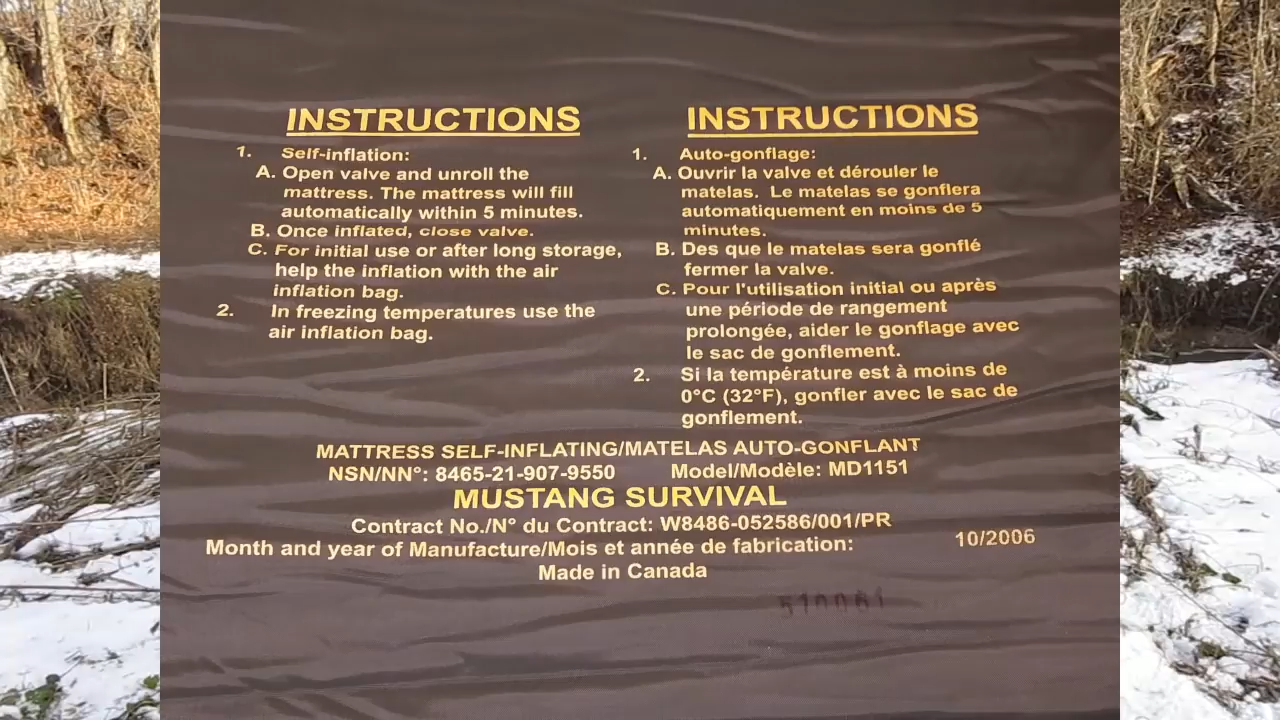 INSTRUCTIONS
1. Self-inflation:
A. Open valve and unroll the
mattress. The mattress will fill
automatically within 5 minutes.
B. Once inflated, close valve.
C. For initial use or after long storage,
help the inflation with the air
inflation bag.
2. In freezing temperatures use the
air inflation bag.
INSTRUCTIONS
1. Auto-gonflage:
A. Ouvrir la valve et dérouler le
matelas. Le matelas se gonflera
automatiquement en moins de 5
minutes.
B. Des que le matelas sera gonflé
fermer la valve.
C. Pour l'utilisation initial ou après
une période de rangement
prolongée, aider le gonflage avec
le sac de gonflement.
2. Si la température est à moins de
0°C (32°F), gonfler avec le sac de
gonflement.
MATTRESS SELF-INFLATING/MATELAS AUTO-GONFLANT
NSN/NN°: 8465-21-907-9550 Model/Modèle: MD1151
MUSTANG SURVIVAL
Contract No./N° du Contract: W8486-052586/001/PR
Month and year of Manufacture/Mois et année de fabrication: 10/2006
Made in Canada